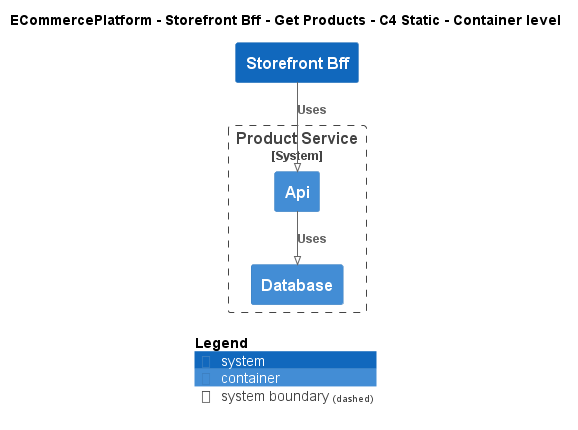 ECommercePlatform - Storefront Bff - Get Products - C4 Static - Container level
Storefront Bff
Uses
Product Service
[System]
Api
Uses
Database
Legend
system
container
system boundary (dashed)